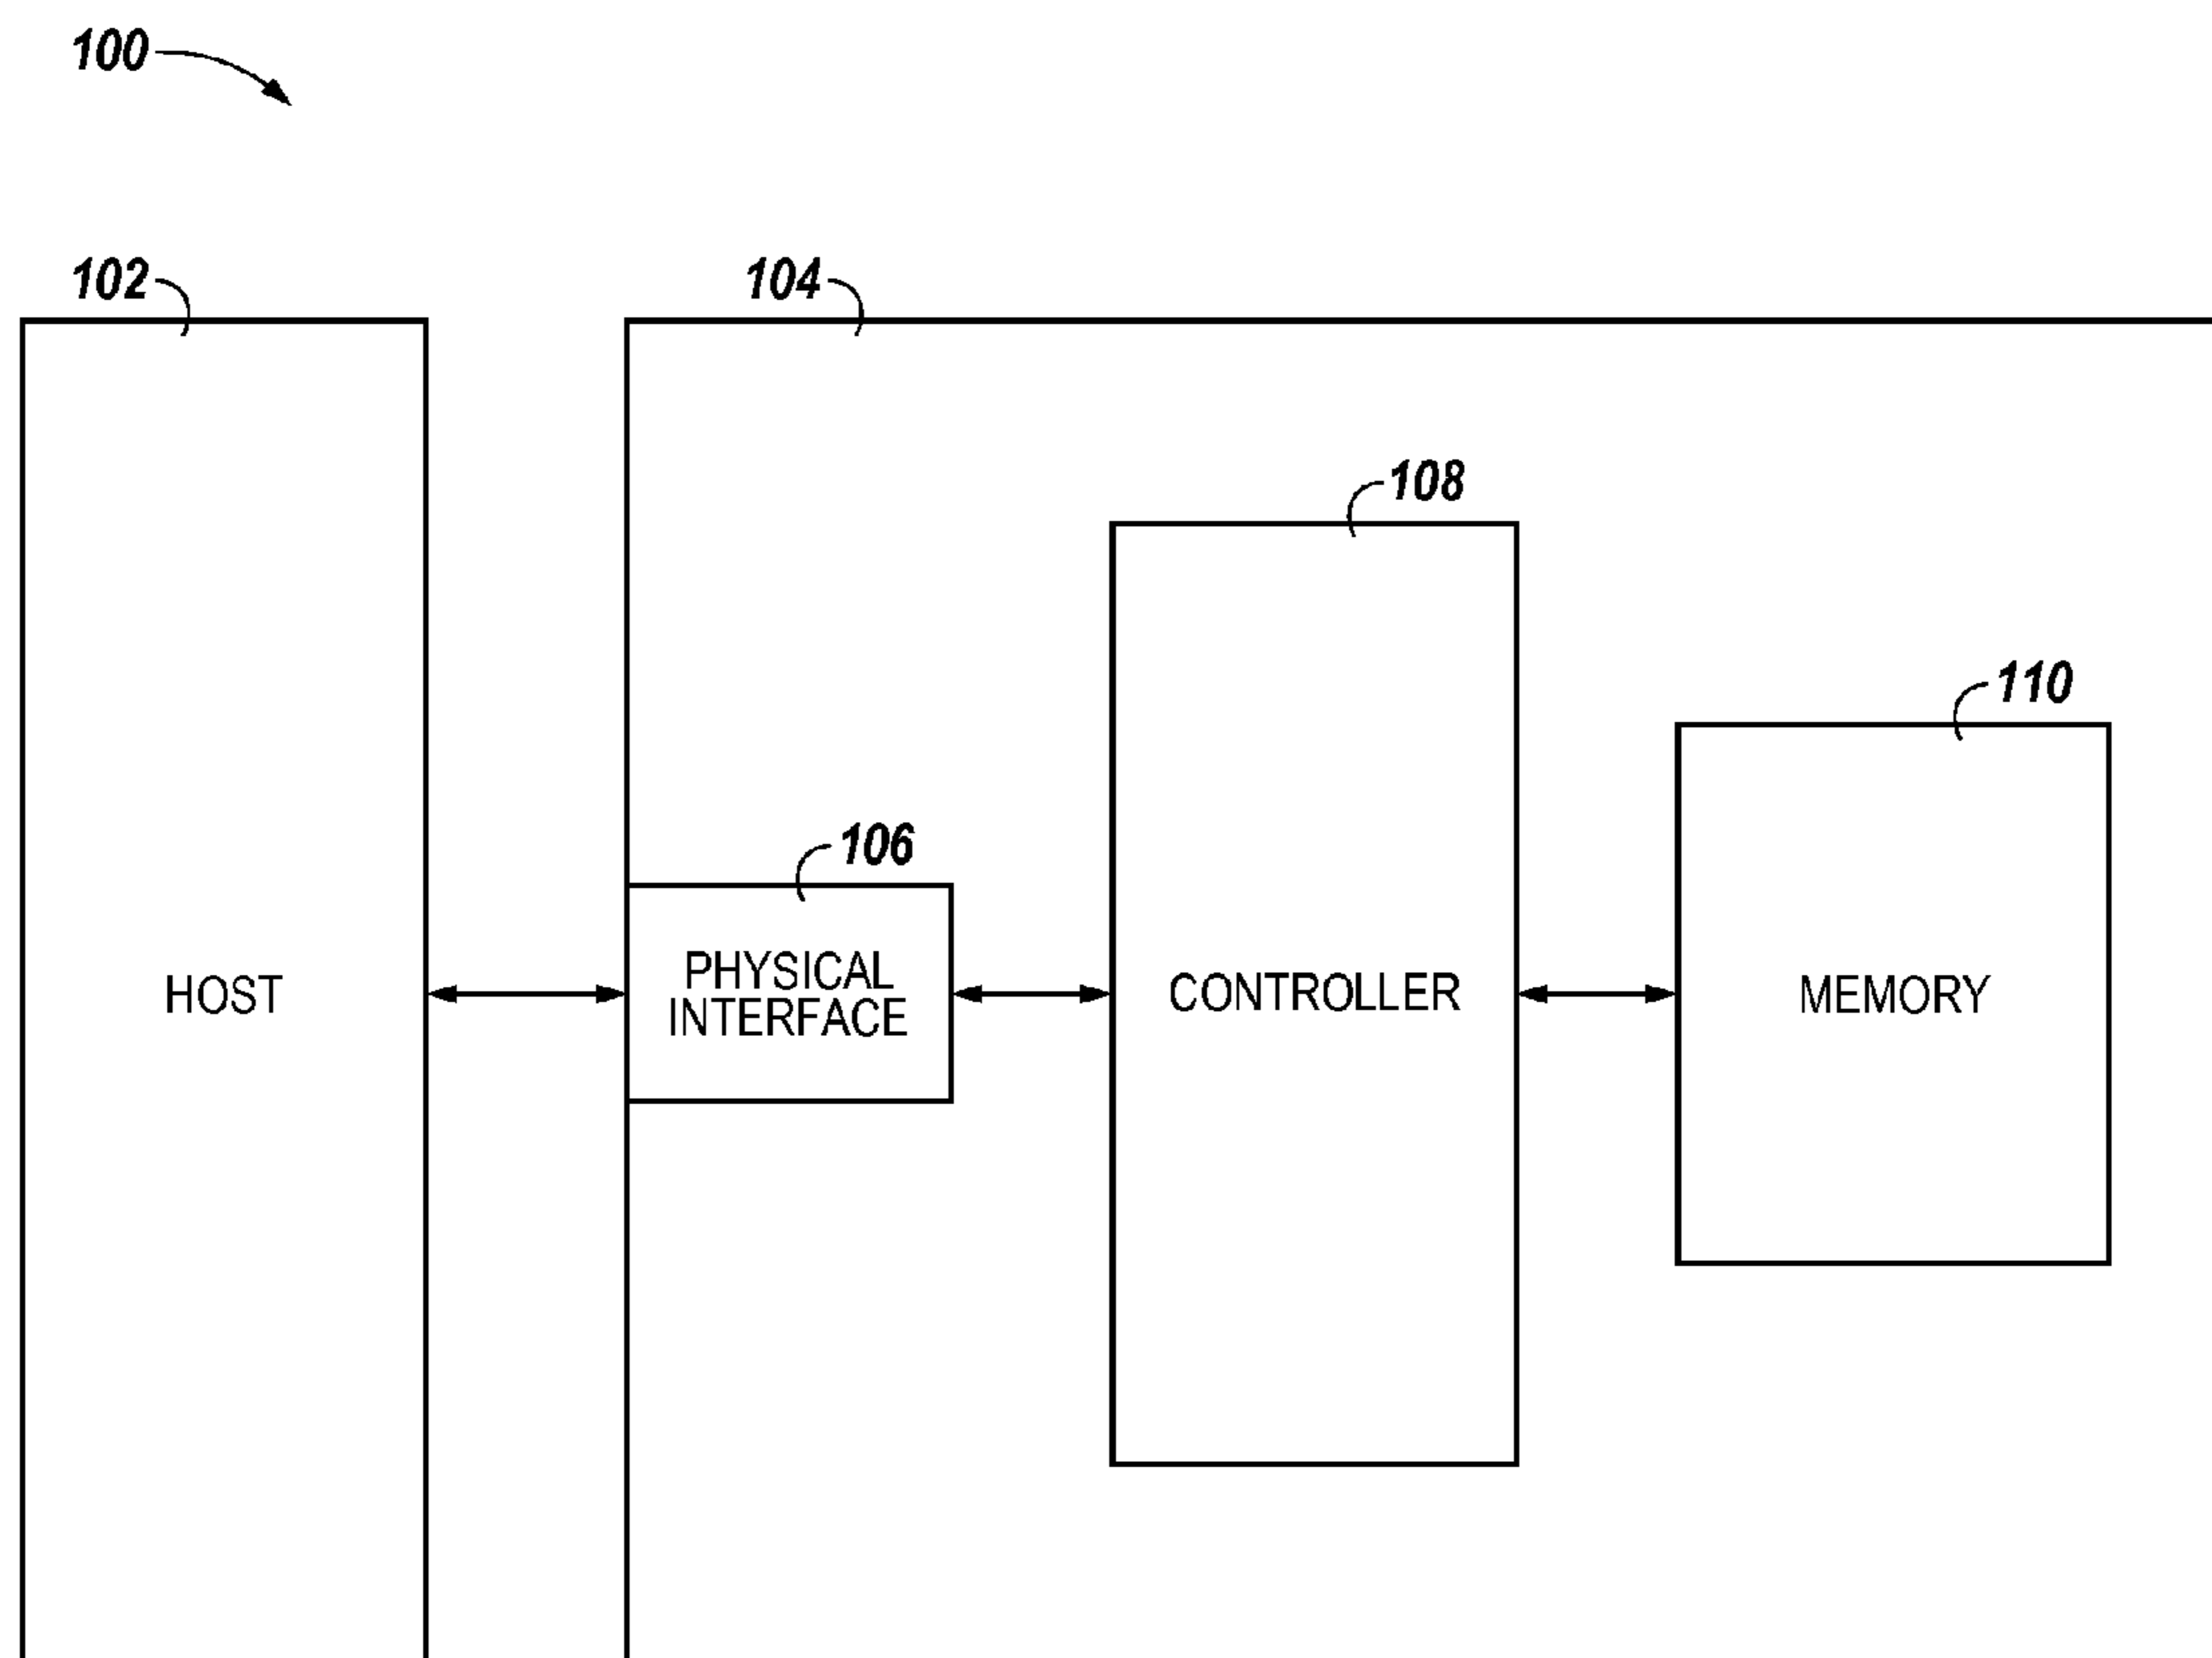 100
102
104
108
110
106
HOST
PHYSICAL
INTERFACE
CONTROLLER
MEMORY